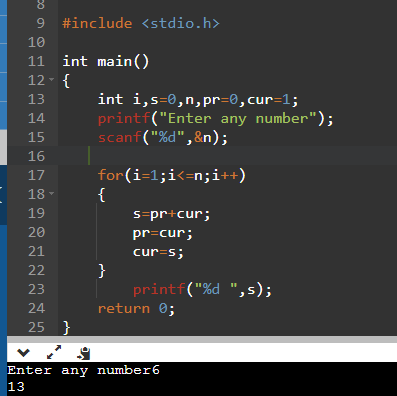 8
9 #include <stdio.h>
10
11 int main()
12 {
13 int i,s=0,n,pr=0,cur=1;
14 printf("Enter any number");
15 scanf("%d",&n);
16
17 for(i=1;i<=n;i++)
18 {
19 s=pr+cur;
20 pr=cur;
21 cur=s;
22 }
23 printf("%d ",s);
24 return 0;
25 }
Enter any number6
13